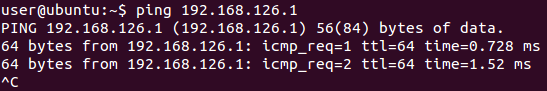 user@ubuntu:~$ ping 192.168.126.1
PING 192.168.126.1 (192.168.126.1) 56(84) bytes of data.
64 bytes from 192.168.126.1: icmp_req=1 ttl=64 time=0.728 ms
64 bytes from 192.168.126.1: icmp_req=2 ttl=64 time=1.52 ms
^C